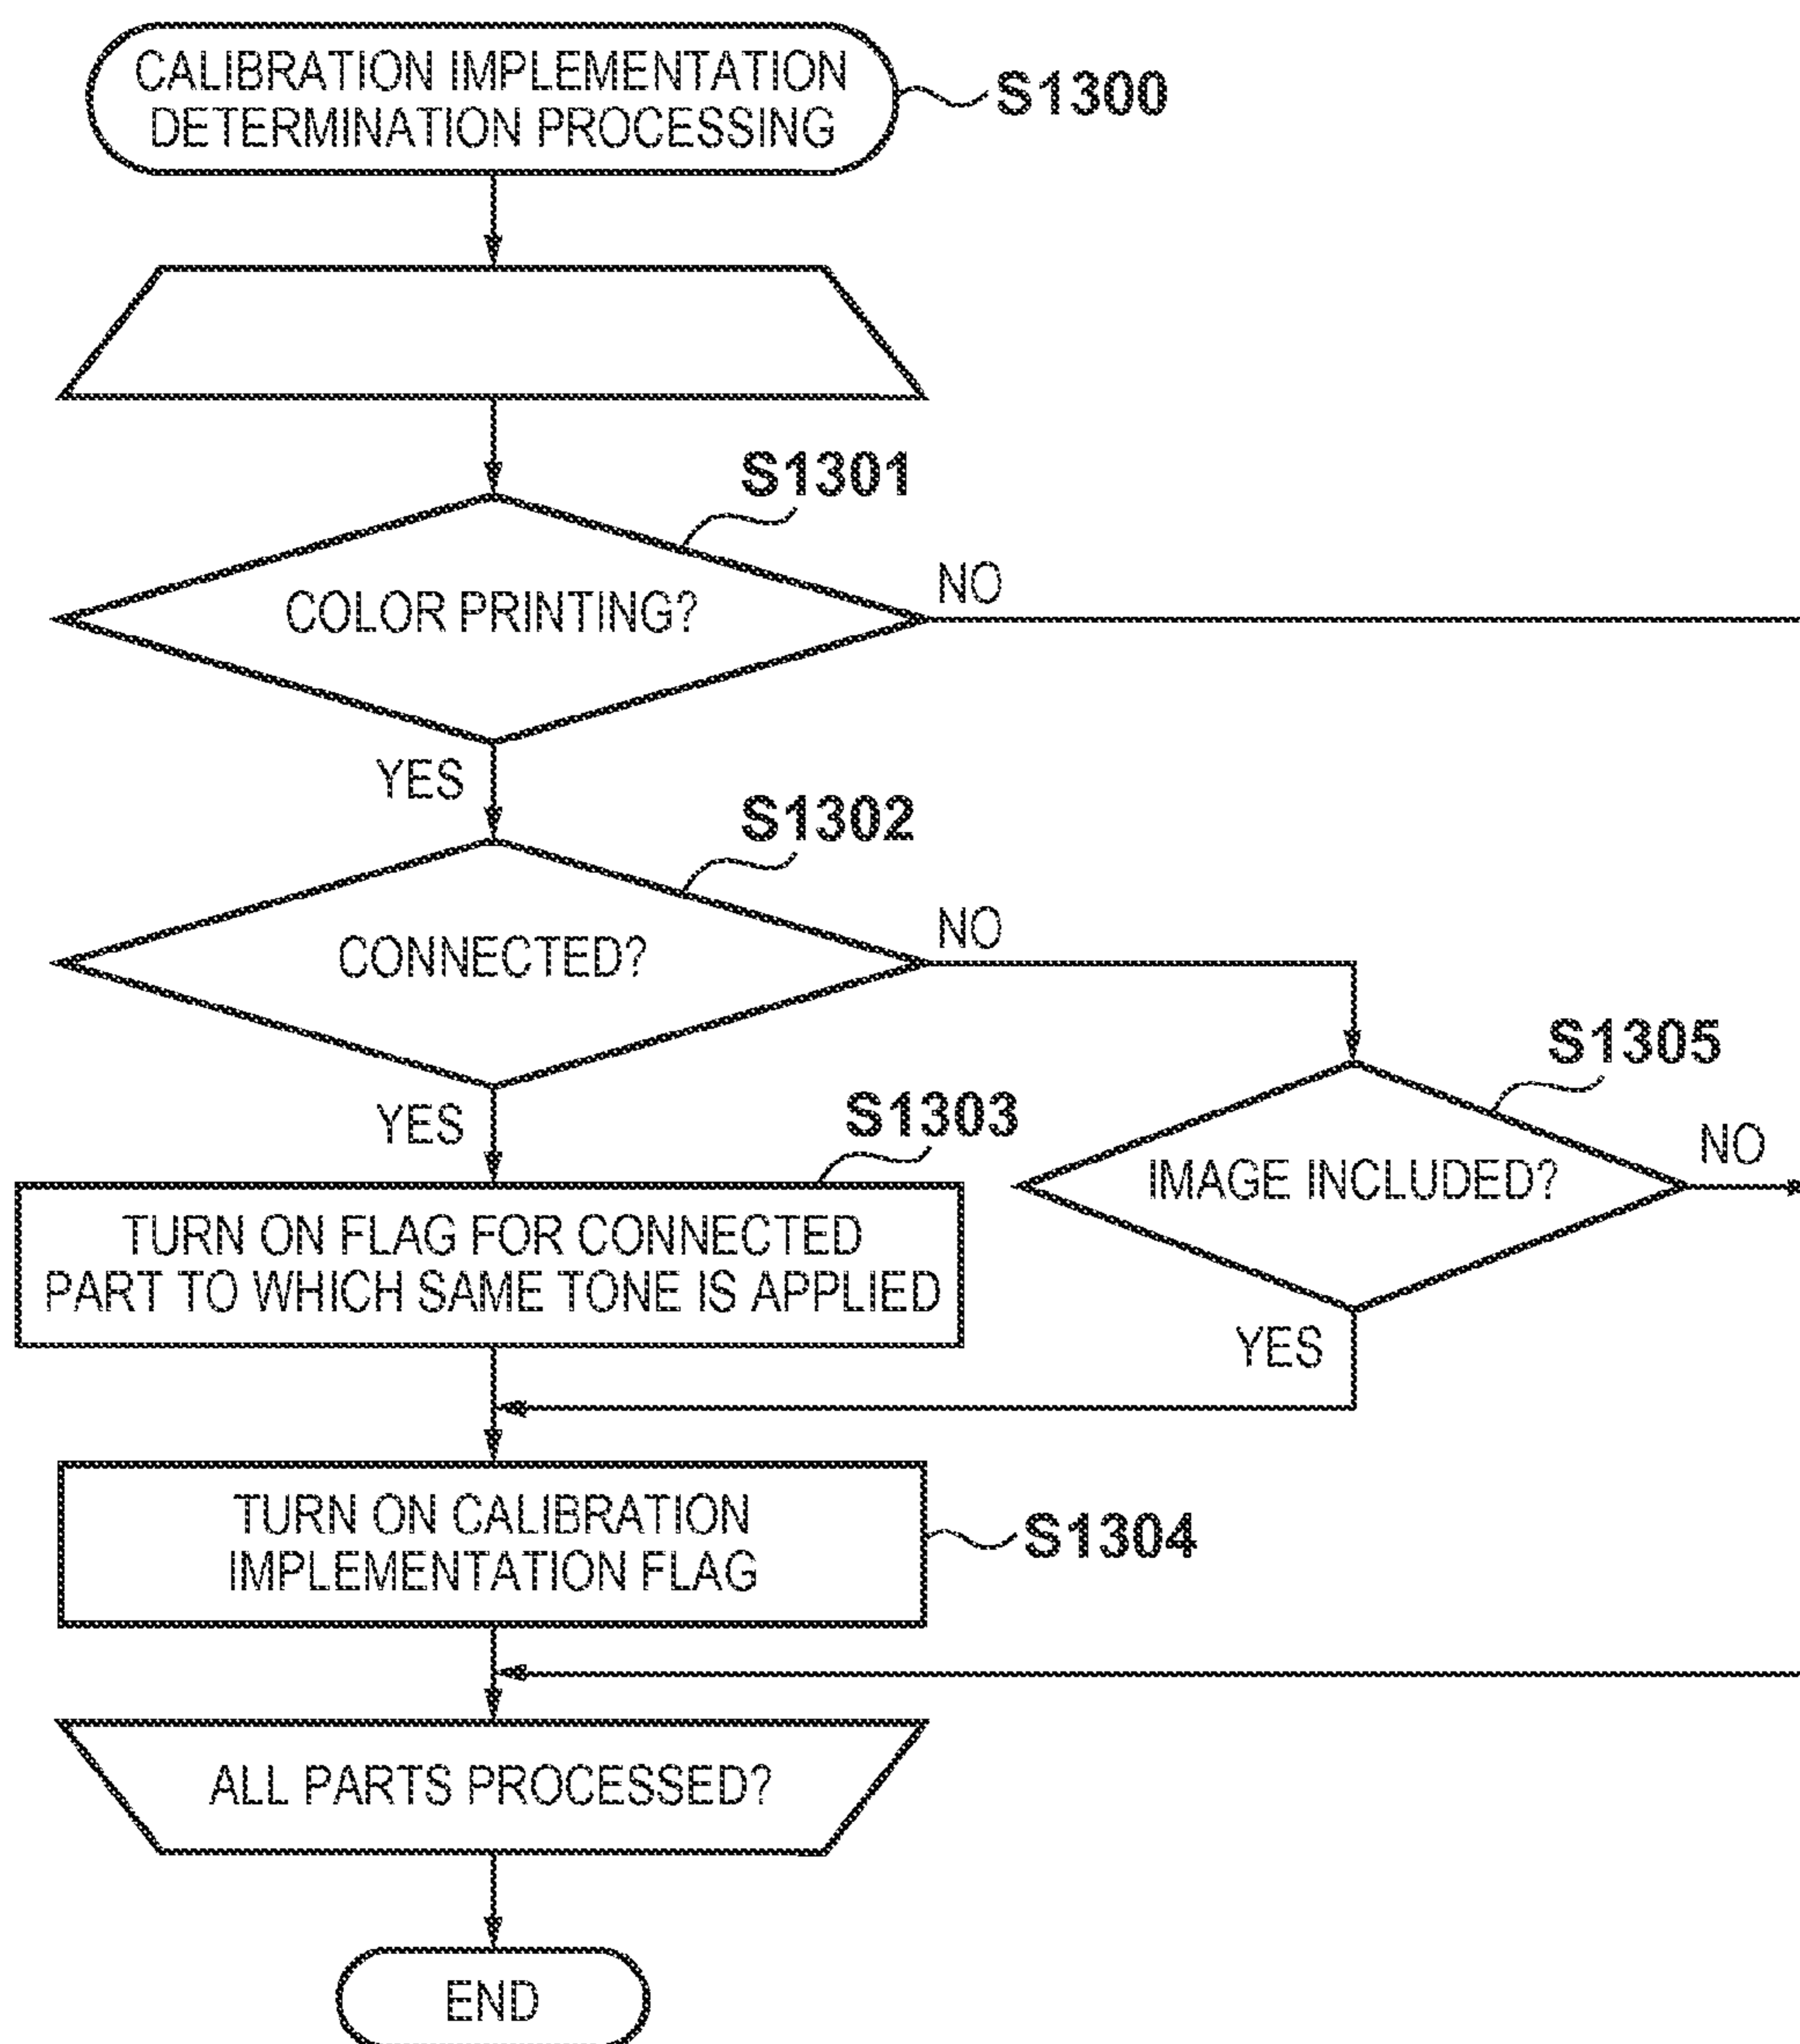 CALIBRATION IMPLEMENTATION
DETERMINATION PROCESSING
S1300
S1301
COLOR PRINTING?
NO
YES
S1302
CONNECTED?
NO
YES
S1303
TURN ON FLAG FOR CONNECTED
PART TO WHICH SAME TONE IS APPLIED
S1305
IMAGE INCLUDED?
NO
YES
TURN ON CALIBRATION
IMPLEMENTATION FLAG
S1304
ALL PARTS PROCESSED?
END